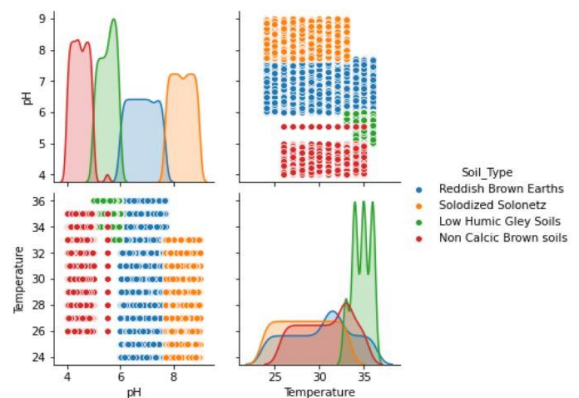 9
8
7
6
5
4
pH
36
34
32
30
28
26
24
Temperature
4 6 8
pH
25 30 35
Temperature
Soil_Type
Reddish Brown Earths
Solodized Solonetz
Low Humic Gley Soils
Non Calcic Brown soils